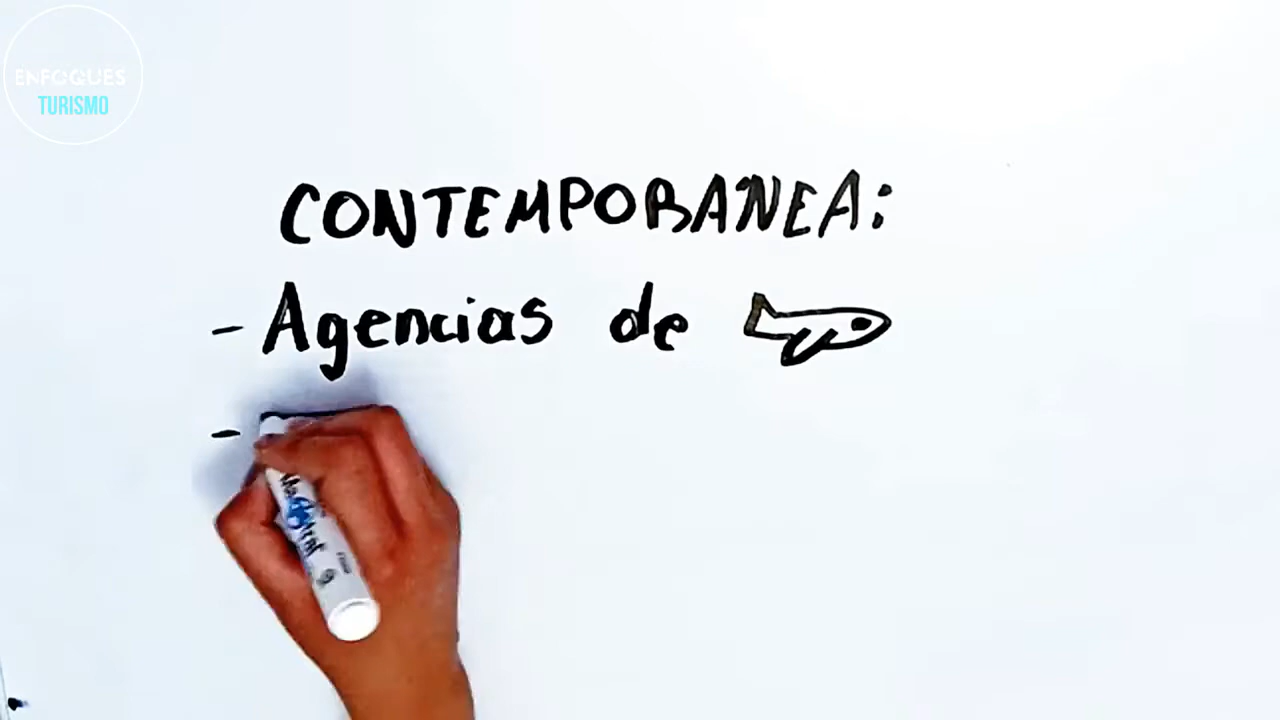 ENFOQUES
TURISMO
CONTEMPORANEA:
- Agencias de
-